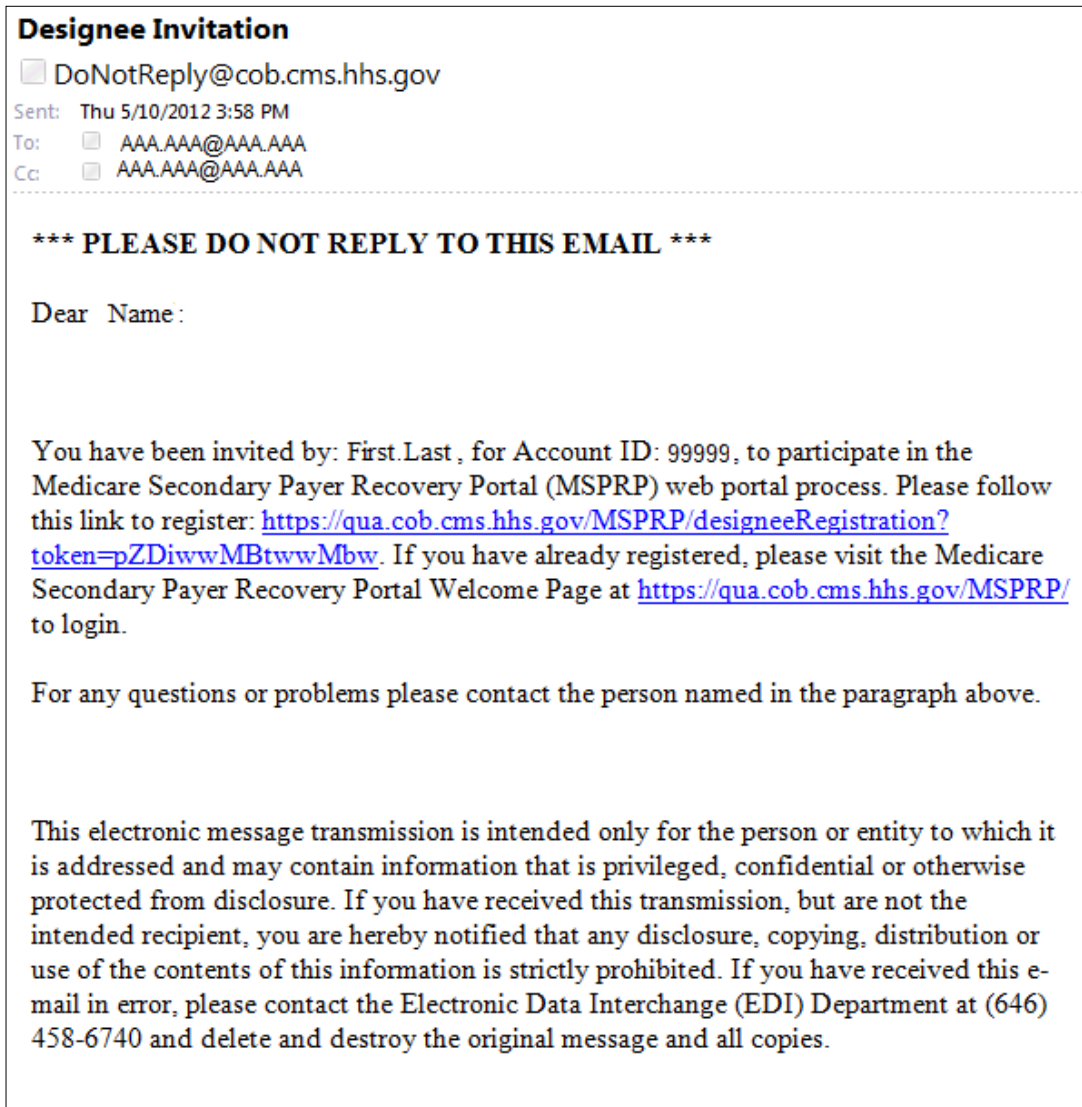 Designee Invitation
DoNotReply@cob.cms.hhs.gov
Sent: Thu 5/10/2012 3:58 PM
To: AAA.AAA@AAA.AAA
Cc: AAA.AAA@AAA.AAA
*** PLEASE DO NOT REPLY TO THIS EMAIL ***
Dear Name:
You have been invited by: First.Last, for Account ID: 99999, to participate in the
Medicare Secondary Payer Recovery Portal (MSPRP) web portal process. Please follow
this link to register: https://qua.cob.cms.hhs.gov/MSPRP/designeeRegistration?
token=pZDiwwMBtwwMbw. If you have already registered, please visit the Medicare
Secondary Payer Recovery Portal Welcome Page at https://qua.cob.cms.hhs.gov/MSPRP/
to login.
For any questions or problems please contact the person named in the paragraph above.
This electronic message transmission is intended only for the person or entity to which it
is addressed and may contain information that is privileged, confidential or otherwise
protected from disclosure. If you have received this transmission, but are not the
intended recipient, you are hereby notified that any disclosure, copying, distribution or
use of the contents of this information is strictly prohibited. If you have received this e-
mail in error, please contact the Electronic Data Interchange (EDI) Department at (646)
458-6740 and delete and destroy the original message and all copies.